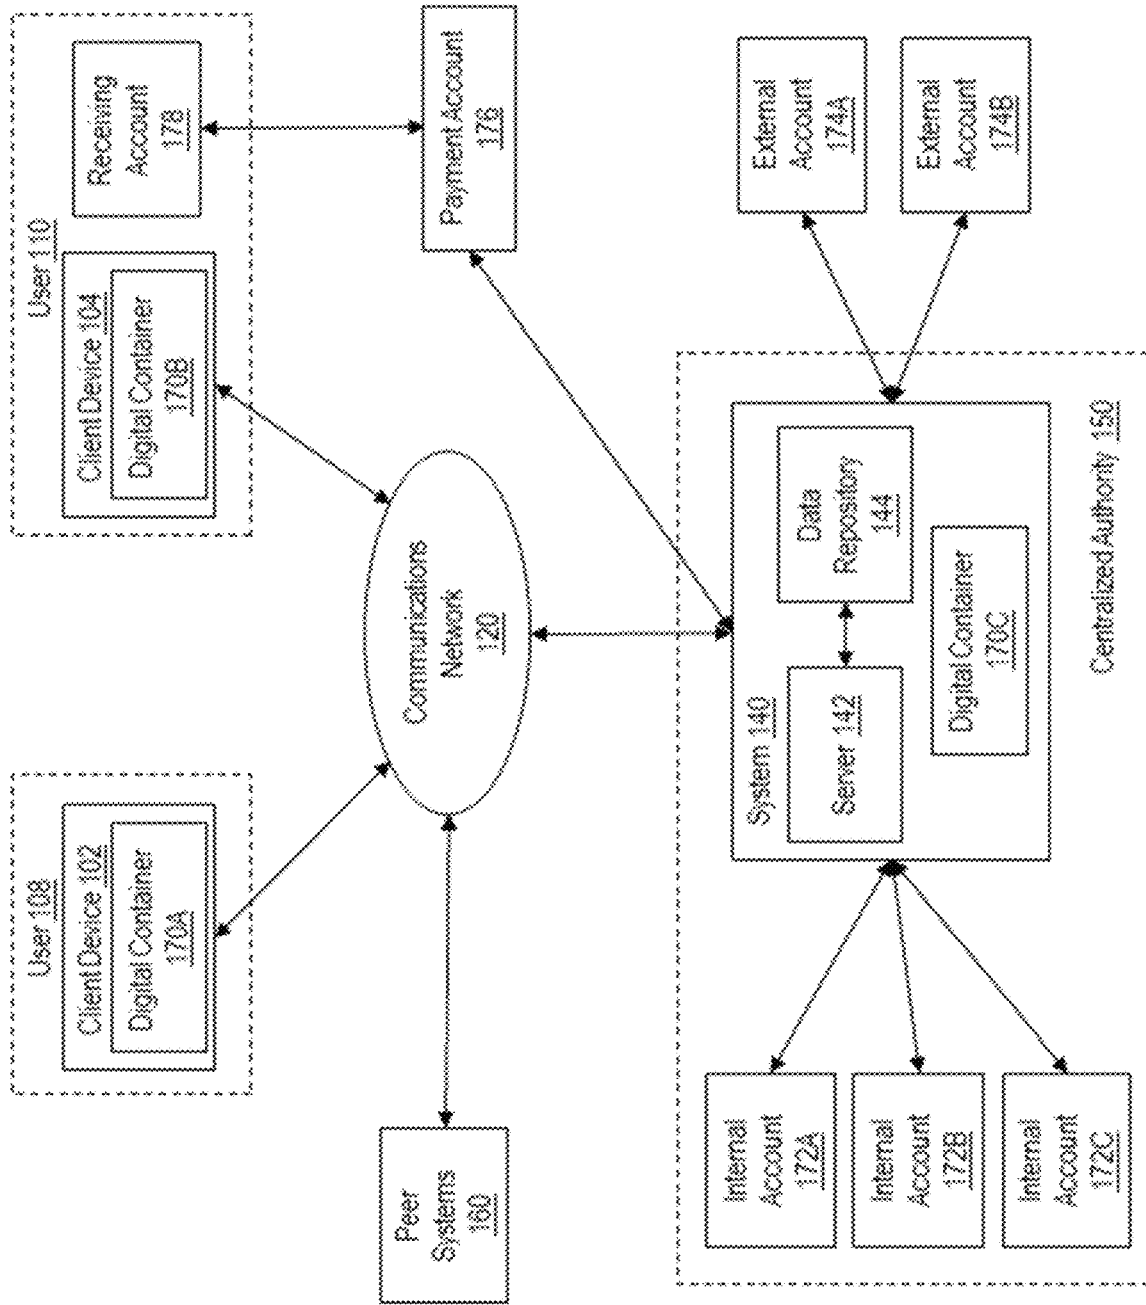 User 108
Client Device 102
Digital Container
170A
User 110
Client Device 104
Digital Container
170B
Receiving
Account
178
Peer
Systems
160
Communications
Network
120
Payment Account
176
Internal
Account
172A
Internal
Account
172B
Internal
Account
172C
System 140
Server 142
Data
Repository
144
Digital Container
170C
Centralized Authority 150
External
Account
174A
External
Account
174B